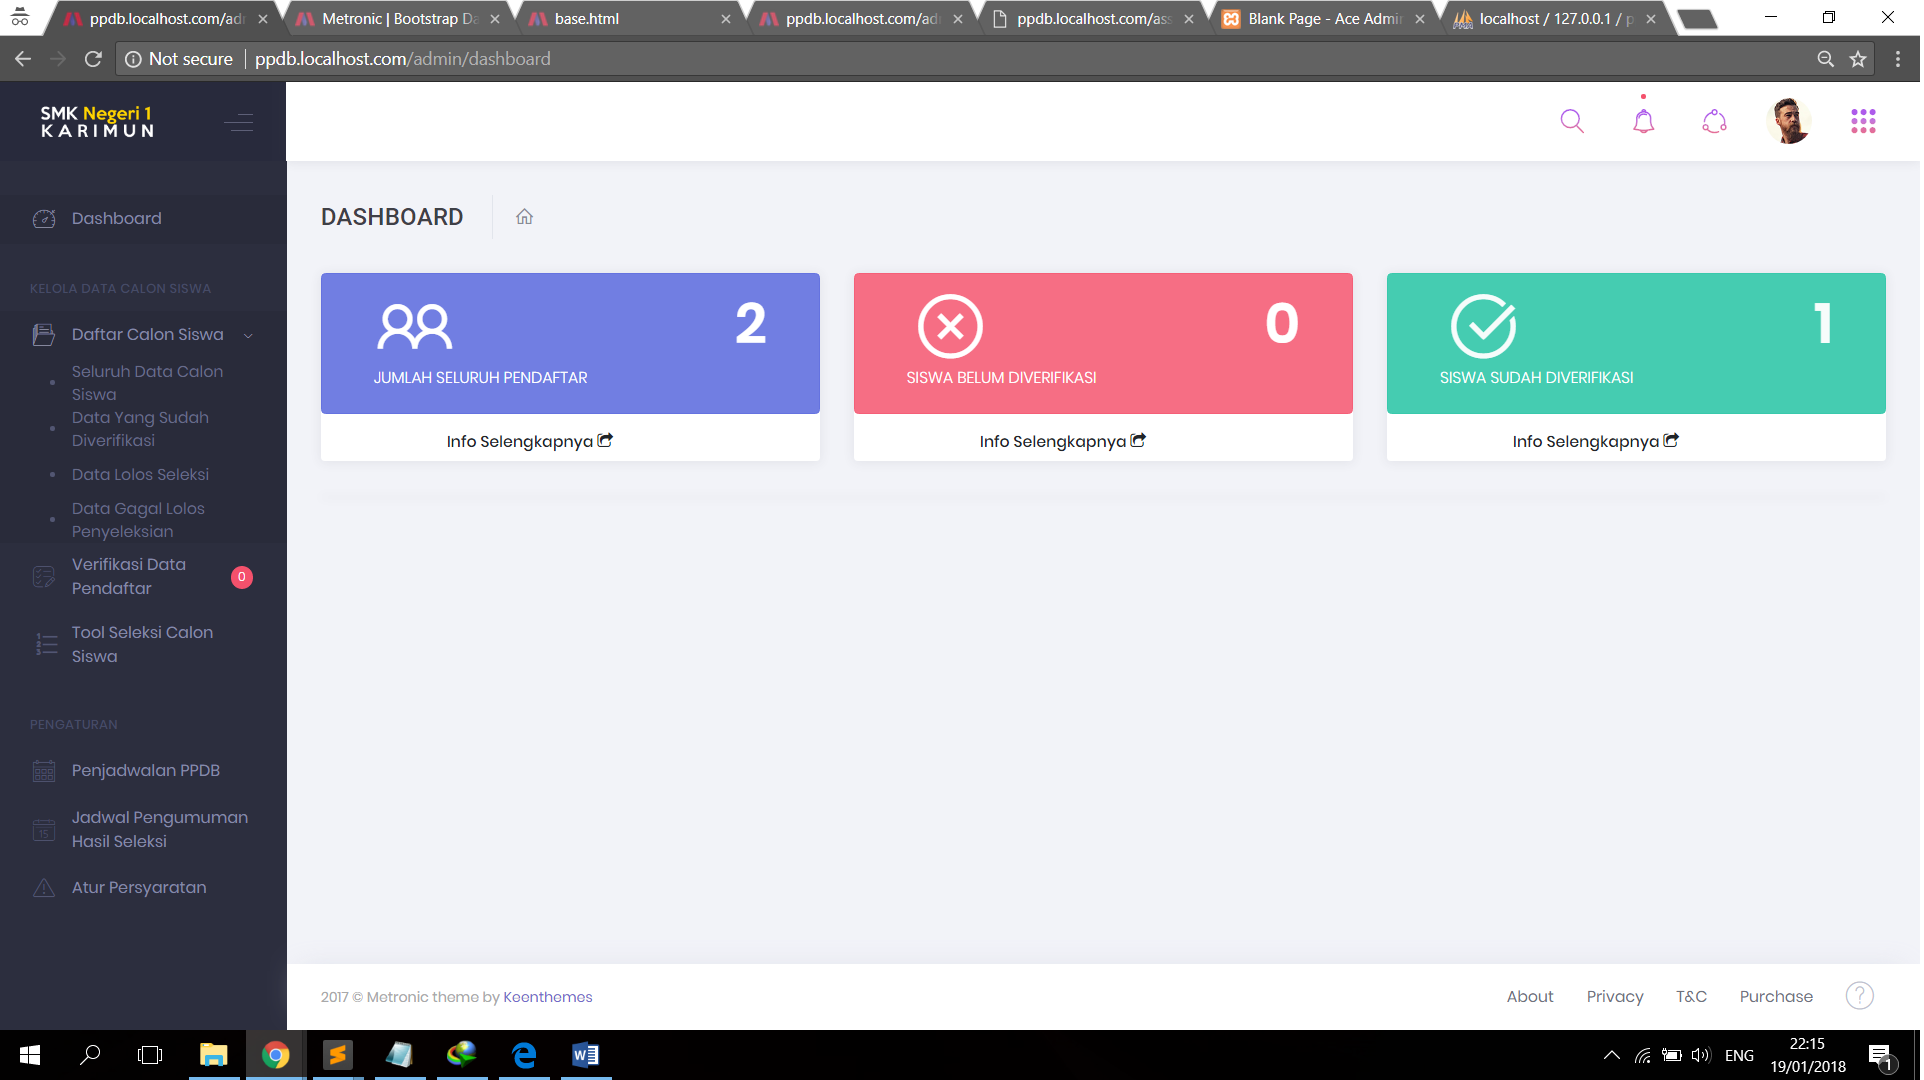 ppdb.localhost.com/adm
Metronic | Bootstrap Da
base.html
ppdb.localhost.com/adm
ppdb.localhost.com/ass
Blank Page - Ace Admin
localhost / 127.0.0.1 / p
Not secure
ppdb.localhost.com/admin/dashboard
SMK Negeri 1
KARIMUN
Dashboard
KELOLA DATA CALON SISWA
Daftar Calon Siswa
Seluruh Data Calon
Siswa
Data Yang Sudah
Diverifikasi
Data Lolos Seleksi
Data Gagal Lolos
Penyeleksian
Verifikasi Data
Pendaftar
0
Tool Seleksi Calon
Siswa
PENGATURAN
Penjadwalan PPDB
Jadwal Pengumuman
Hasil Seleksi
Atur Persyaratan
DASHBOARD
2
JUMLAH SELURUH PENDAFTAR
Info Selengkapnya
0
SISWA BELUM DIVERIFIKASI
Info Selengkapnya
1
SISWA SUDAH DIVERIFIKASI
Info Selengkapnya
2017 © Metronic theme by Keenthemes
About
Privacy
T&C
Purchase
?
ENG
22:15
19/01/2018
1